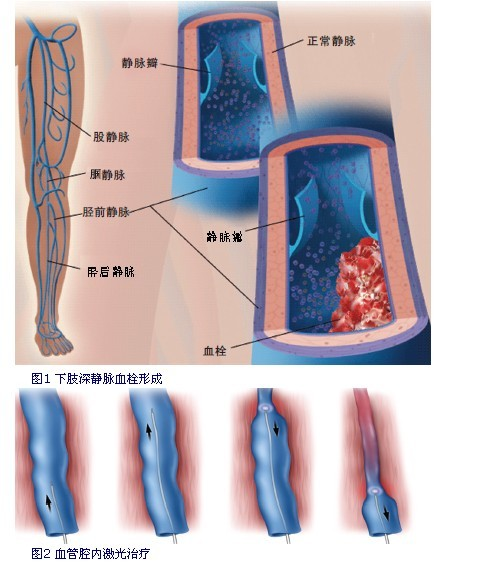 正常静脉
静脉瓣
股静脉
腘静脉
胫前静脉
静脉瓣
胫后静脉
血栓
图1 下肢深静脉血栓形成
图2 血管腔内激光治疗